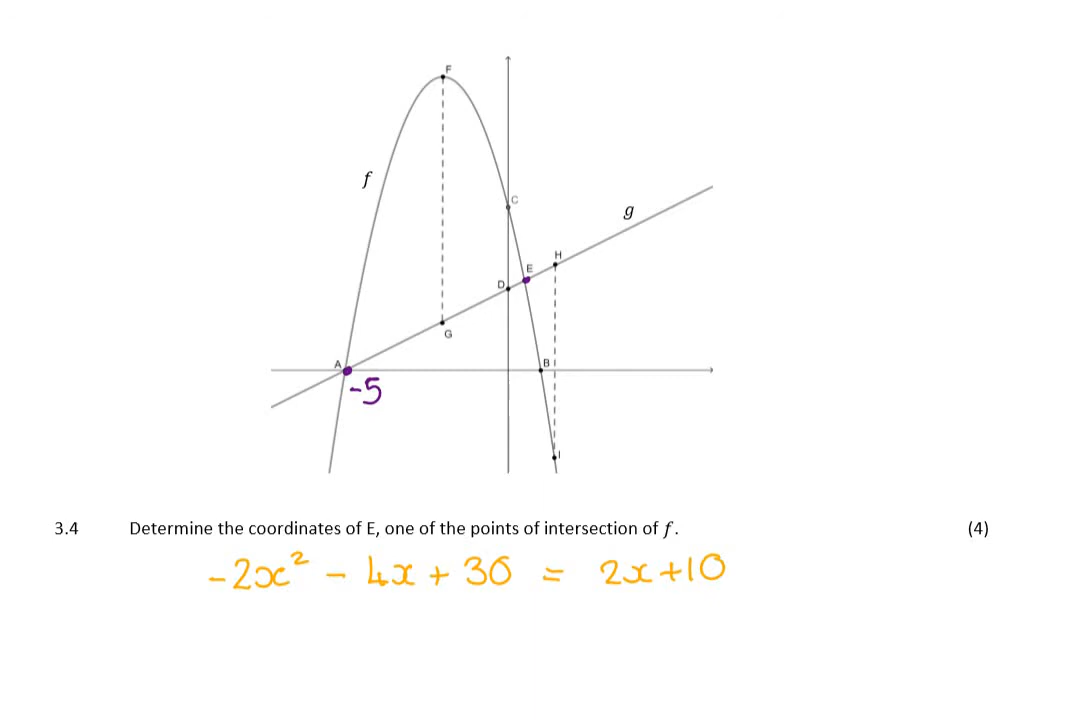 F
f
C
g
H
E
D
G
A
B
-5
I
3.4 Determine the coordinates of E, one of the points of intersection of f. (4)
-2x² - 4x + 30 = 2x+10